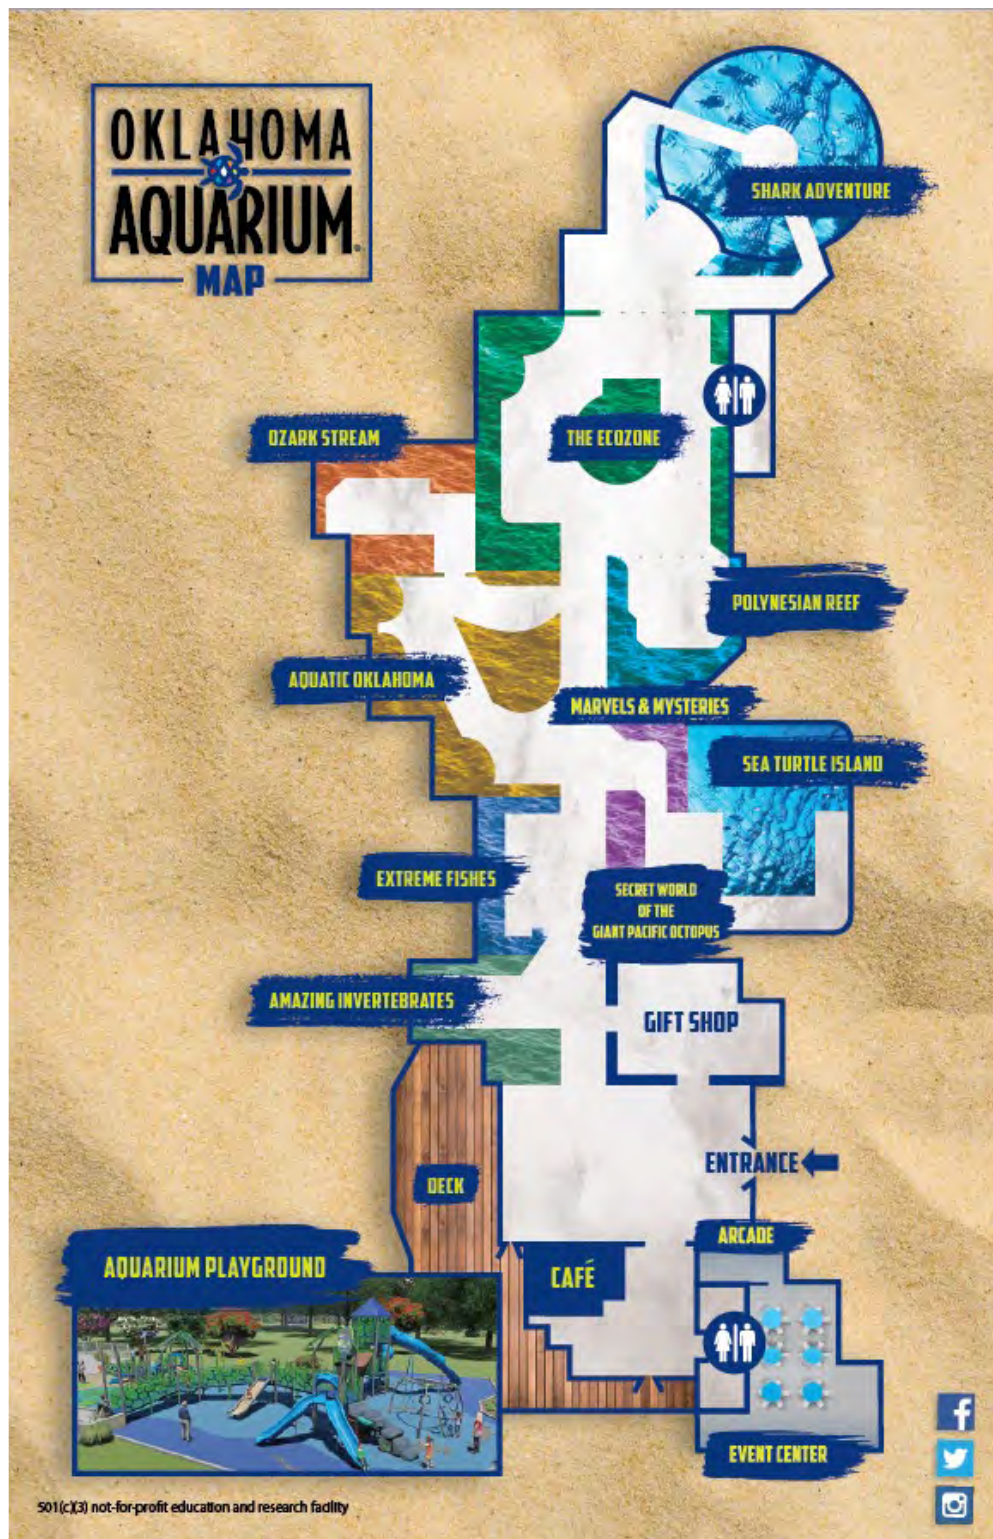 OKLAHOMA
AQUARIUM
MAP
SHARK ADVENTURE
OZARK STREAM
THE ECOZONE
POLYNESIAN REEF
AQUATIC OKLAHOMA
MARVELS & MYSTERIES
SEA TURTLE ISLAND
EXTREME FISHES
SECRET WORLD
OF THE
GIANT PACIFIC OCTOPUS
AMAZING INVERTEBRATES
GIFT SHOP
ENTRANCE
DECK
ARCADE
AQUARIUM PLAYGROUND
CAFÉ
EVENT CENTER
501(c)(3) not-for-profit education and research facility